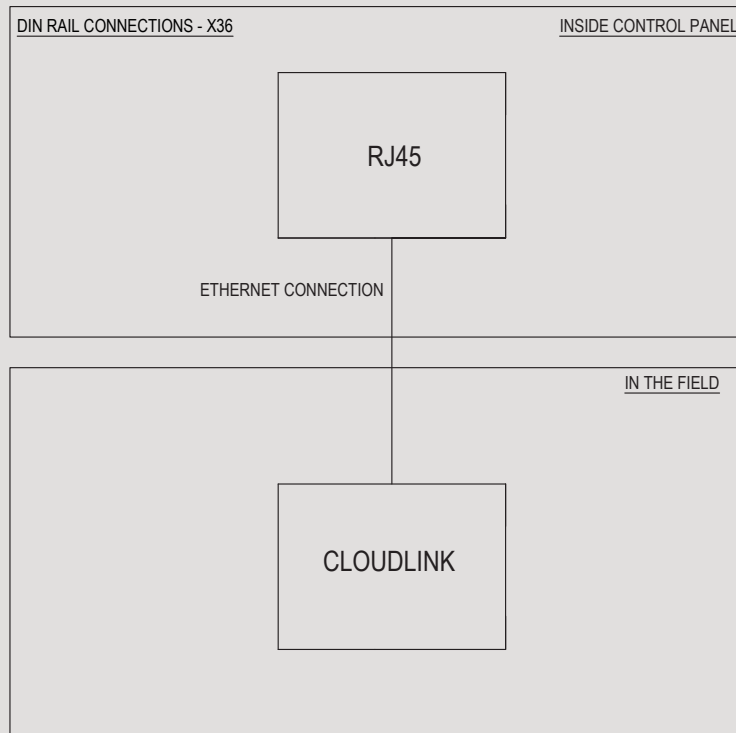 DIN RAIL CONNECTIONS - X36
INSIDE CONTROL PANEL
RJ45
ETHERNET CONNECTION
IN THE FIELD
CLOUDLINK